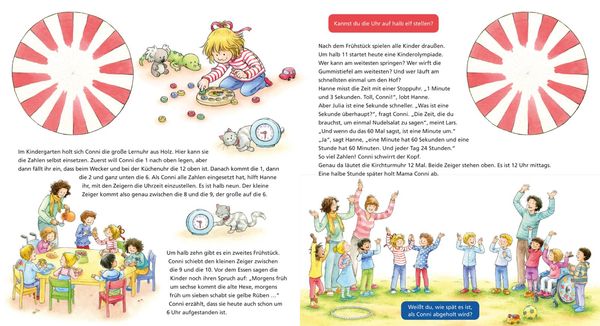 Im Kindergarten holt sich Conni die große Lernuhr aus Holz. Hier kann sie
die Zahlen selbst einsetzen. Zuerst will Conni die 1 nach oben legen, aber
dann fällt ihr ein, dass beim Wecker und bei der Küchenuhr die 12 oben ist. Danach kommt die 1, dann
die 2 und ganz unten die 6. Als Conni alle Zahlen eingesetzt hat, hilft Hanne
ihr, mit den Zeigern die Uhrzeit einzustellen. Es ist halb neun. Der kleine
Zeiger kommt also genau zwischen die 8 und die 9, der große auf die 6.
Um halb zehn gibt es ein zweites Frühstück.
Conni schiebt den kleinen Zeiger zwischen
die 9 und die 10. Vor dem Essen sagen die
Kinder noch ihren Spruch auf: „Morgens früh
um sechse kommt die alte Hexe, morgens
früh um sieben schabt sie gelbe Rüben ...“
Conni erzählt, dass sie heute auch schon um
6 Uhr aufgestanden ist.
Kannst du die Uhr auf halb elf stellen?
Nach dem Frühstück spielen alle Kinder draußen.
Um halb 11 startet heute eine Kinderolympiade.
Wer kann am weitesten springen? Wer wirft die
Gummistiefel am weitesten? Und wer läuft am
schnellsten einmal um den Hof?
Hanne misst die Zeit mit einer Stoppuhr. „1 Minute
und 3 Sekunden. Toll, Conni!“, lobt Hanne.
Aber Julia ist eine Sekunde schneller. „Was ist eine
Sekunde überhaupt?“, fragt Conni. „Die Zeit, die du
brauchst, um einmal Nudelsalat zu sagen“, meint Lars.
„Und wenn du das 60 Mal sagst, ist eine Minute um.“
„Ja“, sagt Hanne, „eine Minute hat 60 Sekunden und eine
Stunde hat 60 Minuten. Und jeder Tag 24 Stunden.“
So viel Zahlen! Conni schwirrt der Kopf.
Genau da läutet die Kirchturmuhr 12 Mal. Beide Zeiger stehen oben. Es ist 12 Uhr mittags.
Eine halbe Stunde später holt Mama Conni ab.
Weißt du, wie spät es ist,
als Conni abgeholt wird?